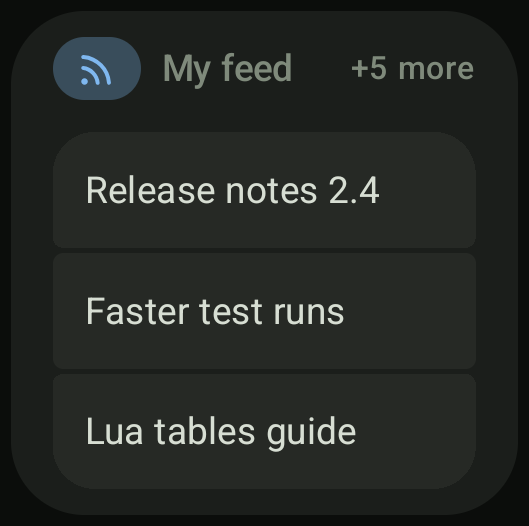 My feed +5 more
Release notes 2.4
Faster test runs
Lua tables guide